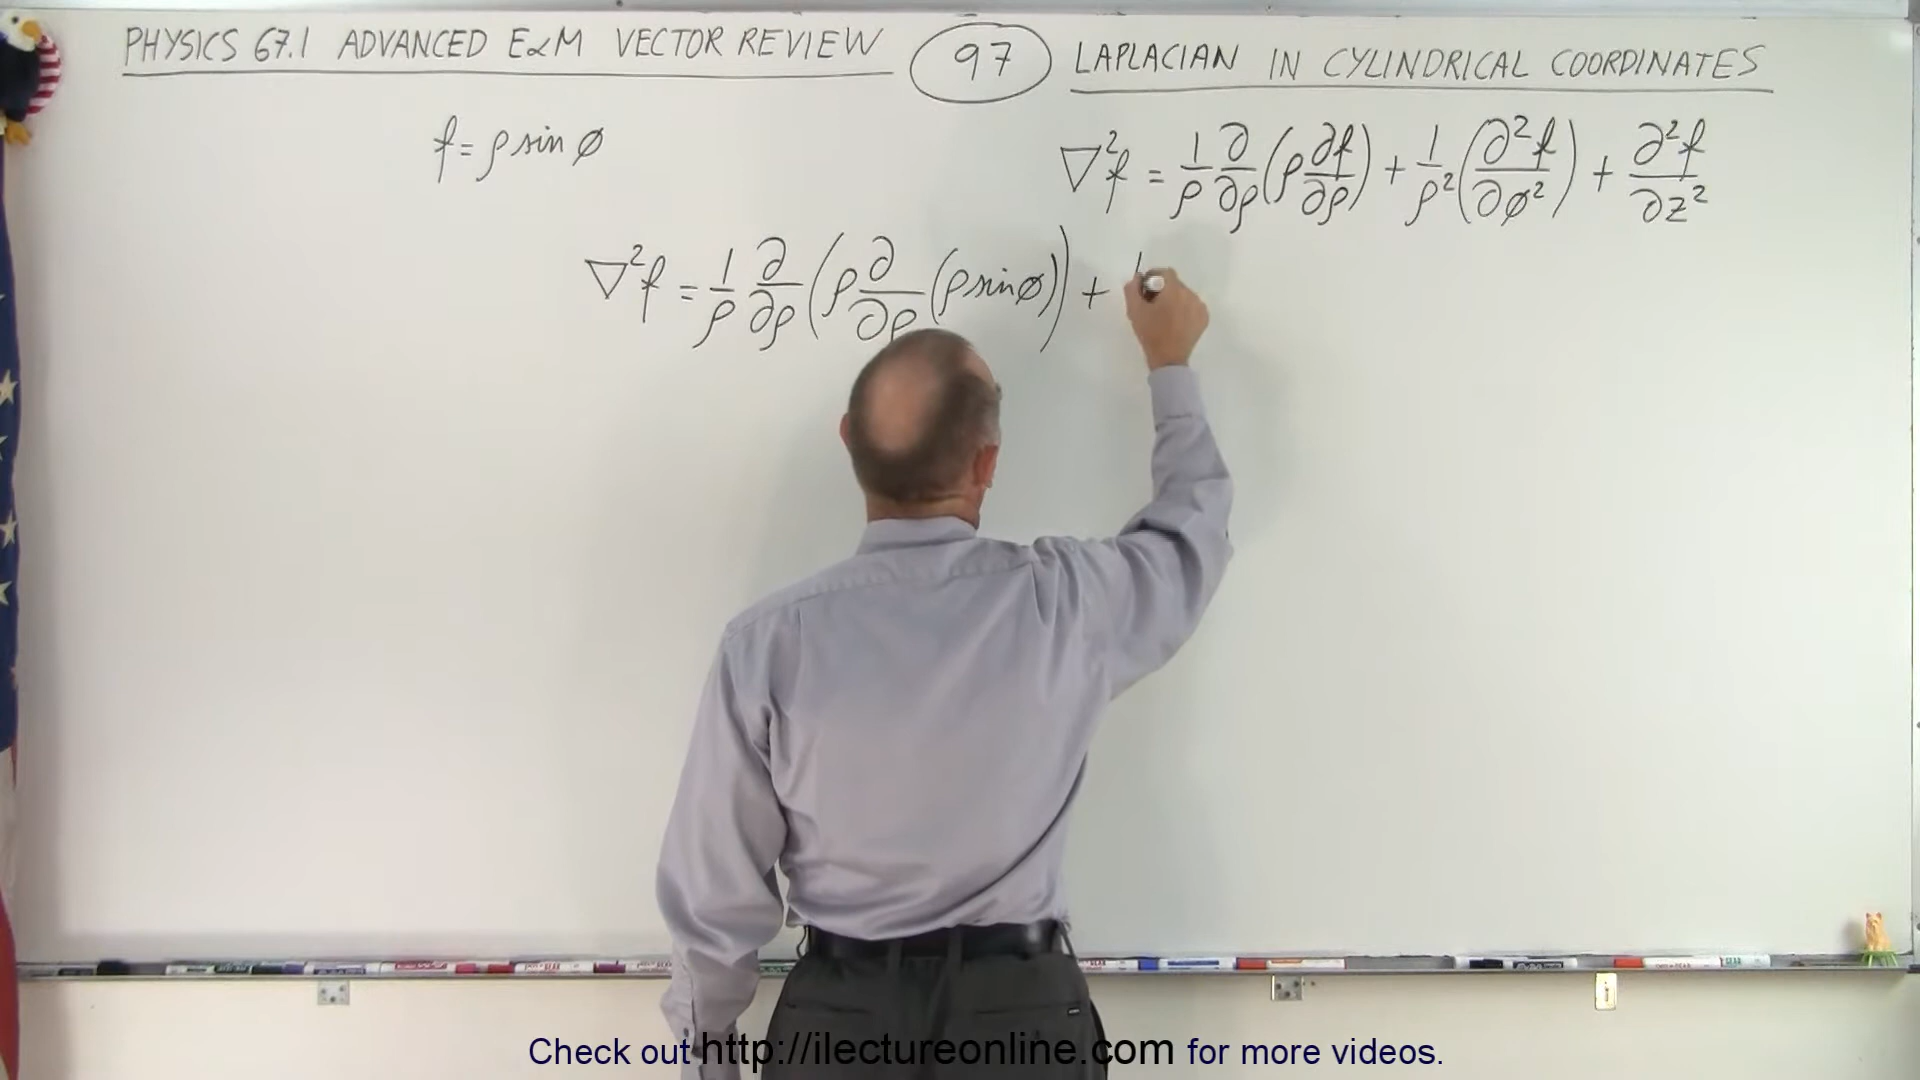 PHYSICS 67.1 ADVANCED E&M VECTOR REVIEW 97 LAPLACIAN IN CYLINDRICAL COORDINATES
f = ρ sin ø
∇²f = 1/ρ ∂/∂ρ (ρ ∂f/∂ρ) + 1/ρ² (∂²f/∂ø²) + ∂²f/∂z²
∇²f = 1/ρ ∂/∂ρ (ρ ∂/∂ρ (ρ sin ø)) + 1
Check out http://ilectureonline.com for more videos.